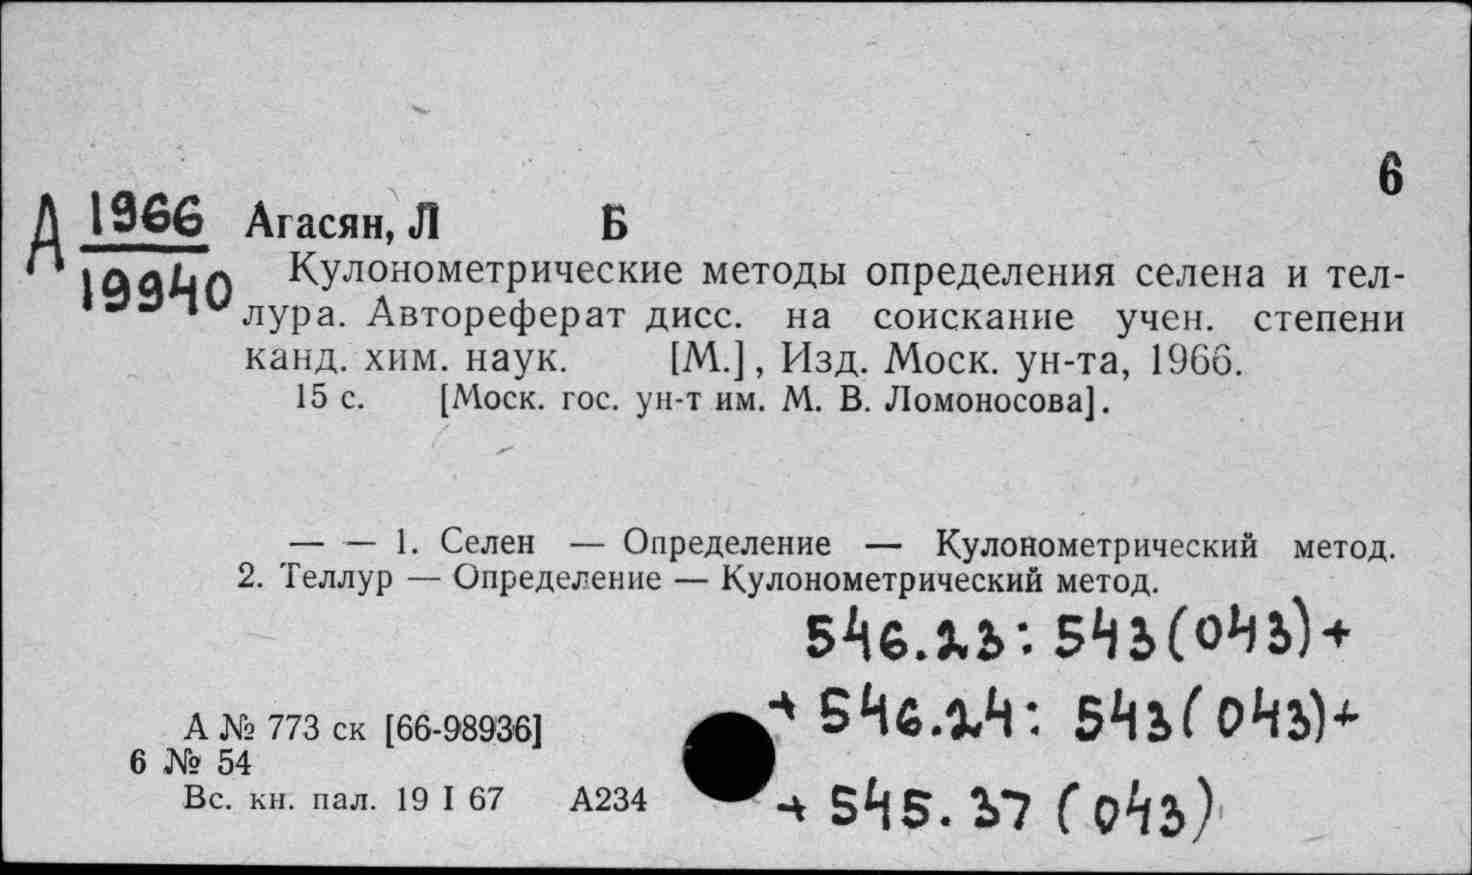 6
Д 1966 Агасян, Л Б
19940 Кулонометрические методы определения селена и тел-
лура. Автореферат дисс. на соискание учен. степени
канд. хим. наук. [М.], Изд. Моск. ун-та, 1966.
15 с. [Моск. гос. ун-т им. М. В. Ломоносова].
— — 1. Селен — Определение — Кулонометрический метод.
2. Теллур — Определение — Кулонометрический метод.
546.23:543(043)+
А № 773 ск [66-98936] + 546.24:543(043)+
6 № 54
Вс. кн. пал. 19 I 67 А234 + 545.37(043)